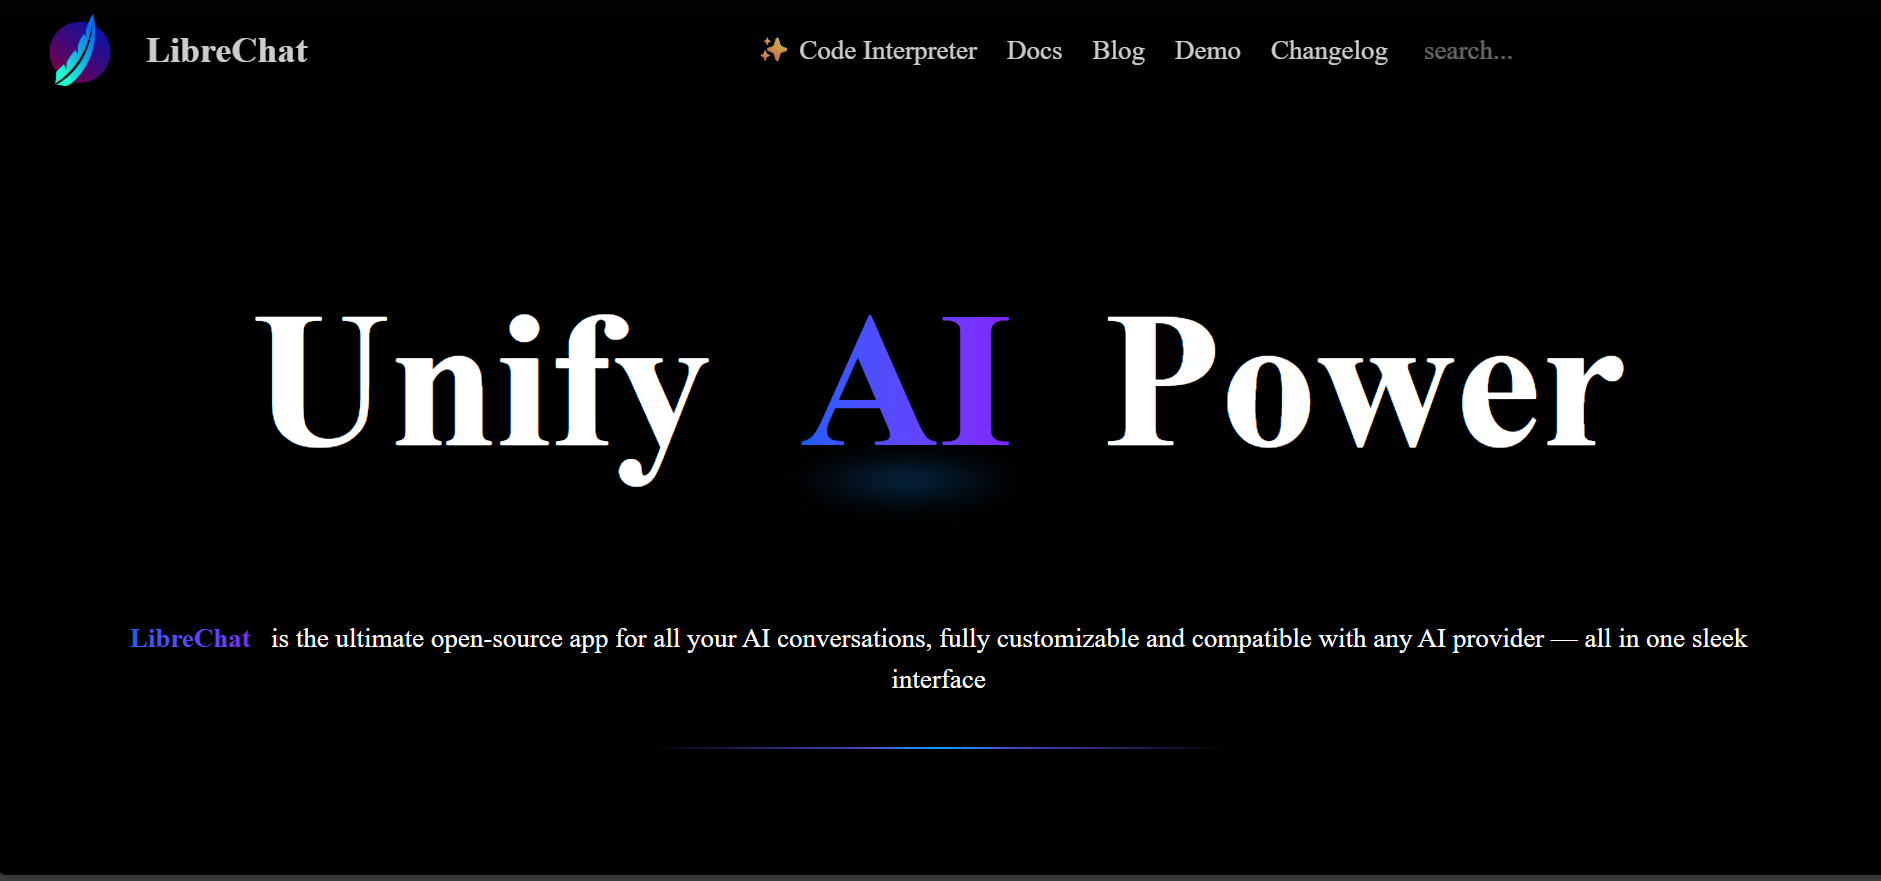 LibreChat
✨ Code Interpreter Docs Blog Demo Changelog search...
Unify AI Power
LibreChat is the ultimate open-source app for all your AI conversations, fully customizable and compatible with any AI provider — all in one sleek
interface